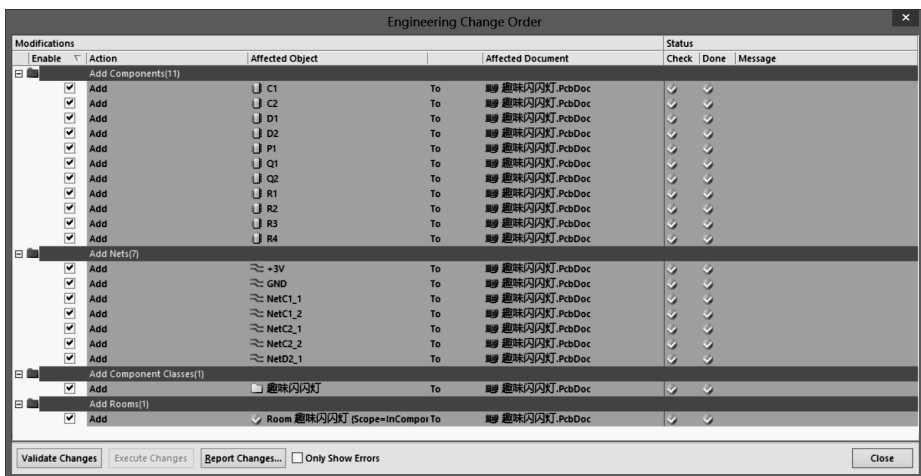 Engineering Change Order
Modifications Status
Enable Action Affected Object Affected Document Check Done Message
Add Components(11)
Add C1 To 趣味闪闪灯.PcbDoc
Add C2 To 趣味闪闪灯.PcbDoc
Add D1 To 趣味闪闪灯.PcbDoc
Add D2 To 趣味闪闪灯.PcbDoc
Add P1 To 趣味闪闪灯.PcbDoc
Add Q1 To 趣味闪闪灯.PcbDoc
Add Q2 To 趣味闪闪灯.PcbDoc
Add R1 To 趣味闪闪灯.PcbDoc
Add R2 To 趣味闪闪灯.PcbDoc
Add R3 To 趣味闪闪灯.PcbDoc
Add R4 To 趣味闪闪灯.PcbDoc
Add Nets(7)
Add +3V To 趣味闪闪灯.PcbDoc
Add GND To 趣味闪闪灯.PcbDoc
Add NetC1_1 To 趣味闪闪灯.PcbDoc
Add NetC1_2 To 趣味闪闪灯.PcbDoc
Add NetC2_1 To 趣味闪闪灯.PcbDoc
Add NetC2_2 To 趣味闪闪灯.PcbDoc
Add NetD2_1 To 趣味闪闪灯.PcbDoc
Add Component Classes(1)
Add 趣味闪闪灯 To 趣味闪闪灯.PcbDoc
Add Rooms(1)
Add Room 趣味闪闪灯 (Scope=InCompor To 趣味闪闪灯.PcbDoc
Validate Changes Execute Changes Report Changes... Only Show Errors Close